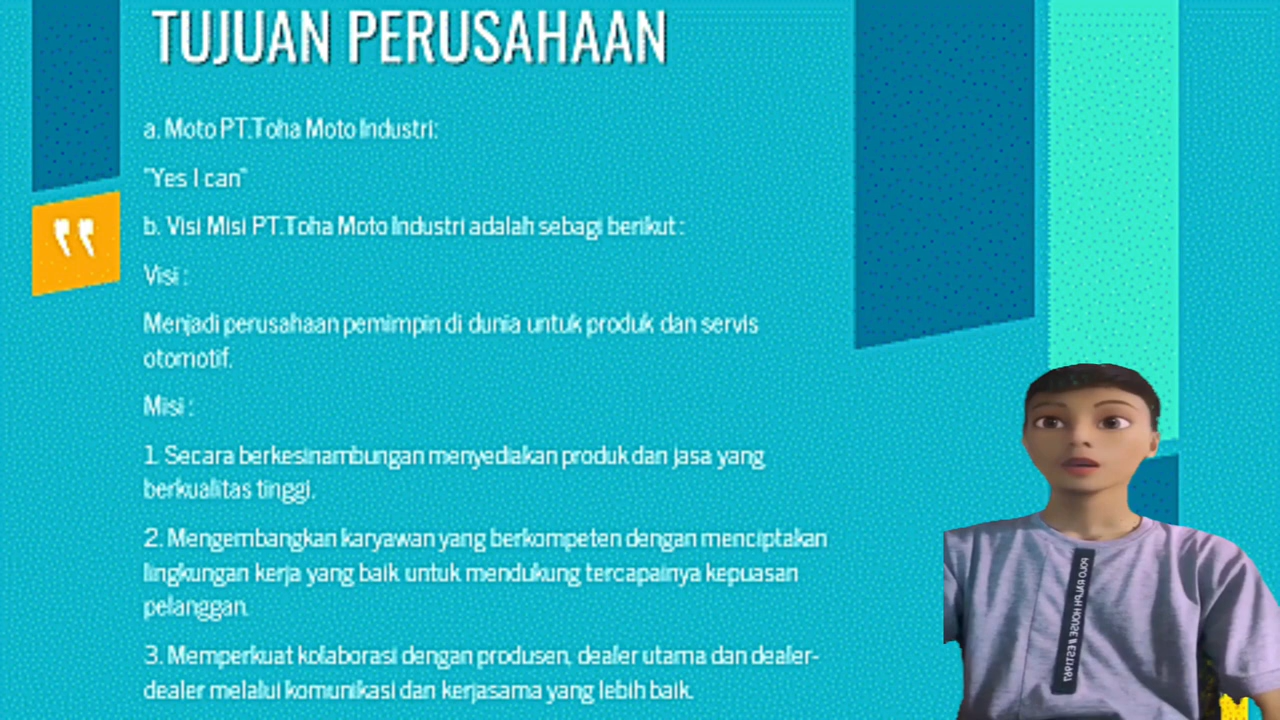 TUJUAN PERUSAHAAN
a. Moto PT.Toha Moto Industri:
"Yes I can"
b. Visi Misi PT.Toha Moto Industri adalah sebagi berikut :
Visi :
Menjadi perusahaan pemimpin di dunia untuk produk dan servis
otomotif.
Misi :
1. Secara berkesinambungan menyediakan produk dan jasa yang
berkualitas tinggi.
2. Mengembangkan karyawan yang berkompeten dengan menciptakan
lingkungan kerja yang baik untuk mendukung tercapainya kepuasan
pelanggan.
3. Memperkuat kolaborasi dengan produsen, dealer utama dan dealer-
dealer melalui komunikasi dan kerjasama yang lebih baik.
POLO RALPH HOUSE